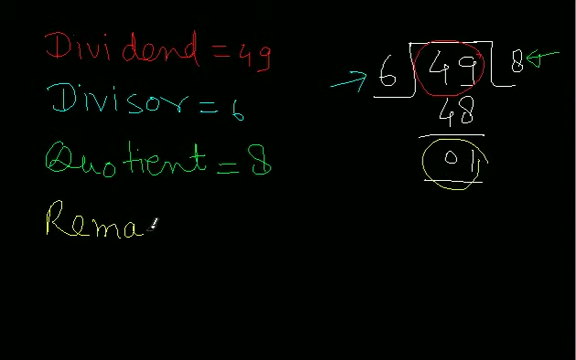 Dividend = 49
Divisor = 6
Quotient = 8
Rema
6 49 8
48
01